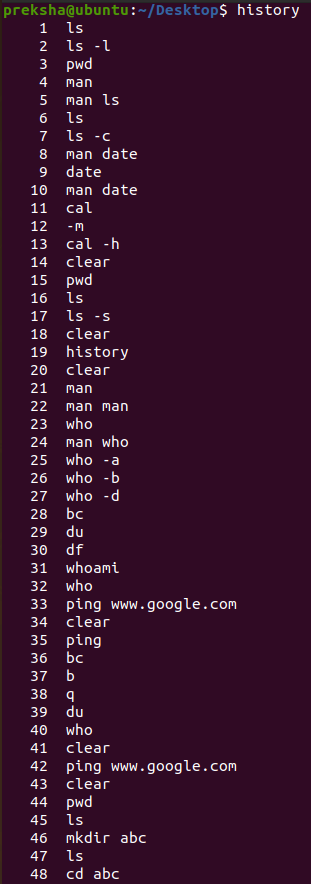 preksha@ubuntu:~/Desktop$ history
1 ls
2 ls -l
3 pwd
4 man
5 man ls
6 ls
7 ls -c
8 man date
9 date
10 man date
11 cal
12 -m
13 cal -h
14 clear
15 pwd
16 ls
17 ls -s
18 clear
19 history
20 clear
21 man
22 man man
23 who
24 man who
25 who -a
26 who -b
27 who -d
28 bc
29 du
30 df
31 whoami
32 who
33 ping www.google.com
34 clear
35 ping
36 bc
37 b
38 q
39 du
40 who
41 clear
42 ping www.google.com
43 clear
44 pwd
45 ls
46 mkdir abc
47 ls
48 cd abc